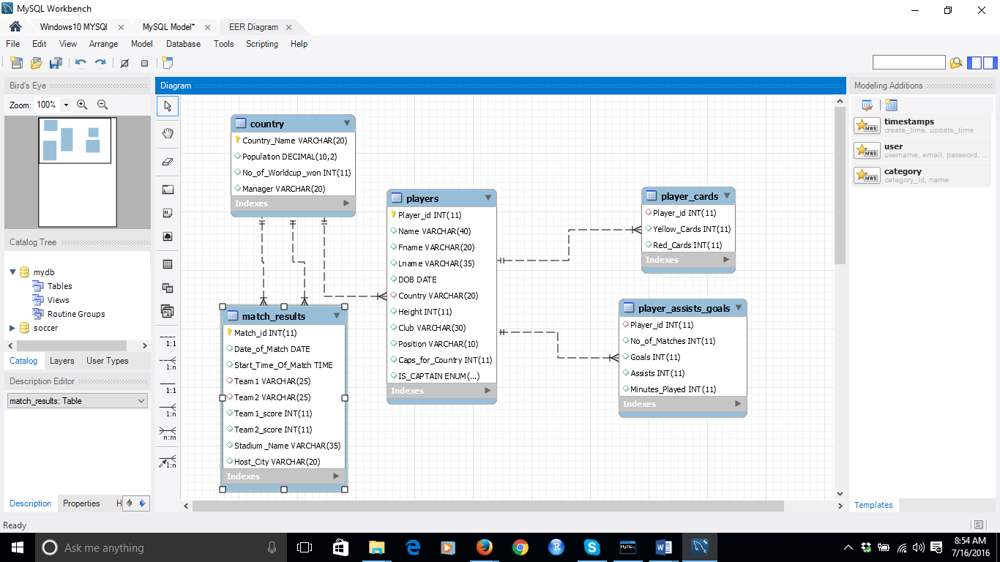 MySQL Workbench
Windows10 MYSQl
MySQL Model*
EER Diagram
File Edit View Arrange Model Database Tools Scripting Help
Bird's Eye
Zoom: 100%
Catalog Tree
mydb
Tables
Views
Routine Groups
soccer
Catalog Layers User Types
Description Editor
match_results: Table
Description Properties H
Ready
Diagram
1:1
1:n
1:1
1:n
n:m
1:n
country
Country_Name VARCHAR(20)
Population DECIMAL(10,2)
No_of_Worldcup_won INT(11)
Manager VARCHAR(20)
Indexes
match_results
Match_id INT(11)
Date_of_Match DATE
Start_Time_Of_Match TIME
Team1 VARCHAR(25)
Team2 VARCHAR(25)
Team1_score INT(11)
Team2_score INT(11)
Stadium_Name VARCHAR(35)
Host_City VARCHAR(20)
Indexes
players
Player_id INT(11)
Name VARCHAR(40)
Fname VARCHAR(20)
Lname VARCHAR(35)
DOB DATE
Country VARCHAR(20)
Height INT(11)
Club VARCHAR(30)
Position VARCHAR(10)
Caps_for_Country INT(11)
IS_CAPTAIN ENUM(...)
Indexes
player_cards
Player_id INT(11)
Yellow_Cards INT(11)
Red_Cards INT(11)
Indexes
player_assists_goals
Player_id INT(11)
No_of_Matches INT(11)
Goals INT(11)
Assists INT(11)
Minutes_Played INT(11)
Indexes
Modeling Additions
MWB
timestamps
create_time, update_time
MWB
user
username, email, password, ...
MWB
category
category_id, name
Templates
Ask me anything
R
S
MySQL
W
8:54 AM
7/16/2016